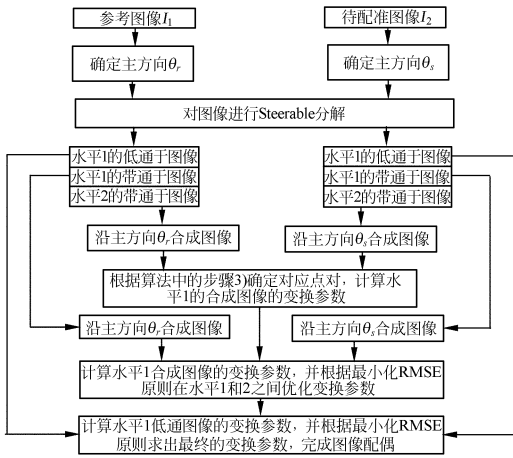 参考图像I1
待配准图像I2
确定主方向θr
确定主方向θs
对图像进行Steerable分解
水平1的低通于图像
水平1的带通于图像
水平2的带通于图像
水平1的低通于图像
水平1的带通于图像
水平2的带通于图像
沿主方向θr合成图像
沿主方向θs合成图像
根据算法中的步骤3)确定对应点对，计算水
平1的合成图像的变换参数
沿主方向θr合成图像
沿主方向θs合成图像
计算水平1合成图像的变换参数，并根据最小化RMSE
原则在水平1和2之间优化变换参数
计算水平1低通图像的变换参数，并根据最小化RMSE
原则求出最终的变换参数，完成图像配偶